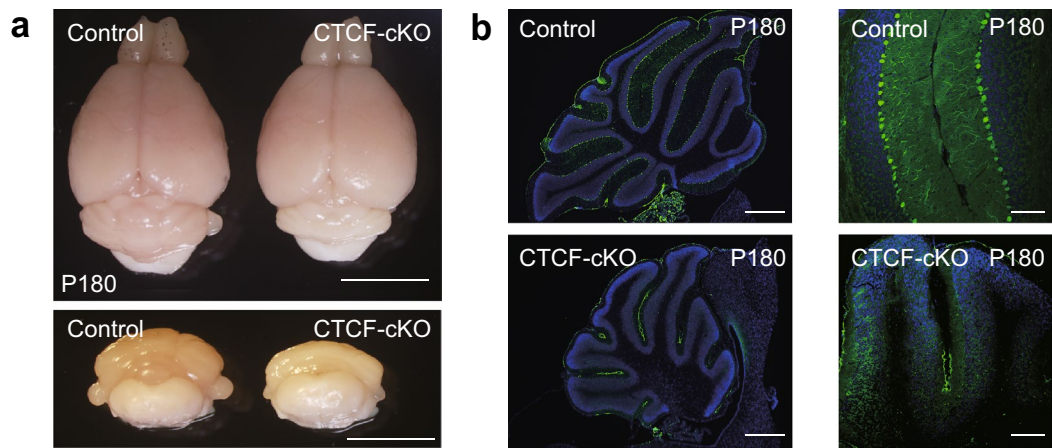 a
Control CTCF-cKO
P180
Control CTCF-cKO
b
Control P180
Control P180
CTCF-cKO P180
CTCF-cKO P180